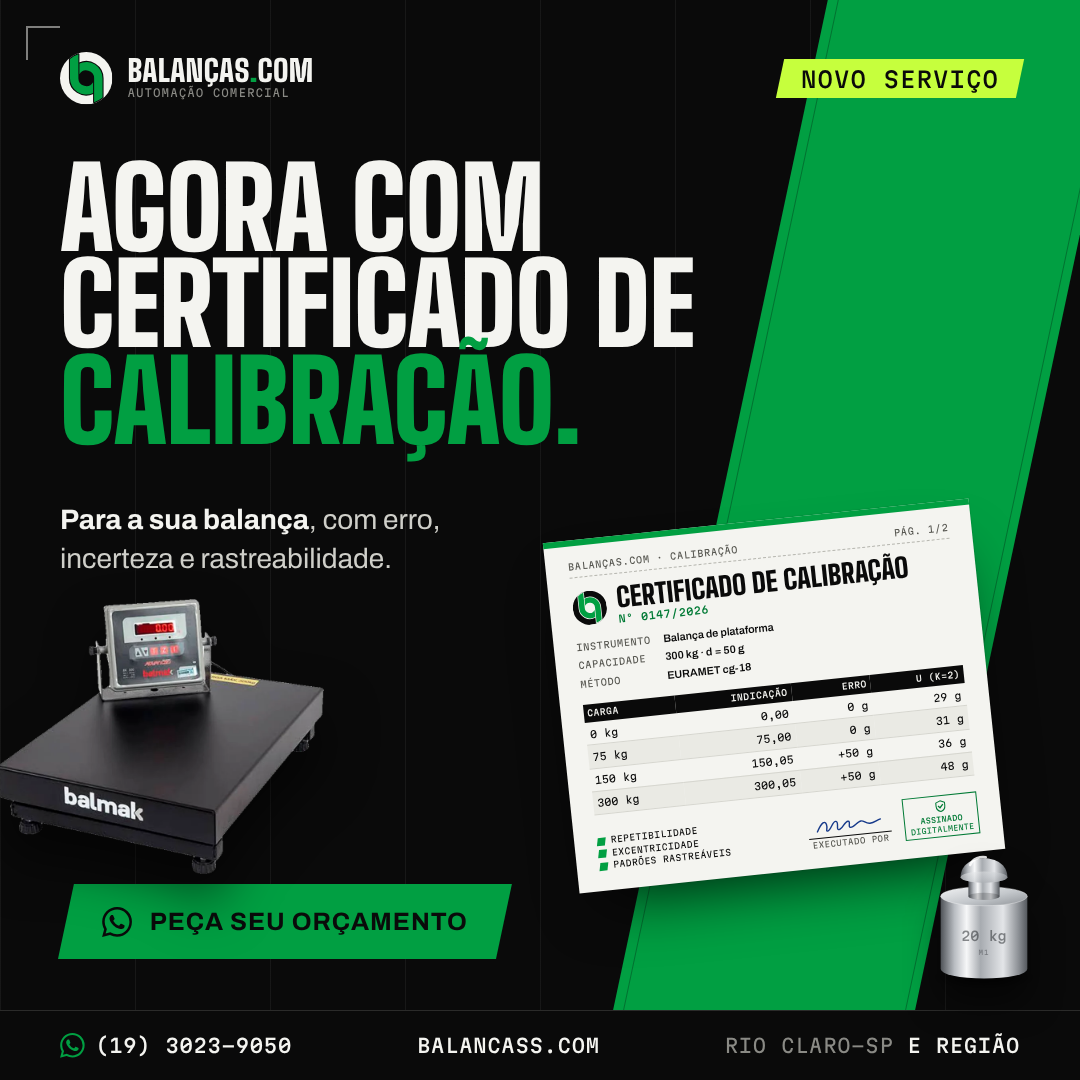 BALANÇAS.COM
AUTOMAÇÃO COMERCIAL
NOVO SERVIÇO
AGORA COM
CERTIFICADO DE
CALIBRAÇÃO.
Para a sua balança, com erro,
incerteza e rastreabilidade.
0.00
balmak
balmak
BALANÇAS.COM · CALIBRAÇÃO
PÁG. 1/2
CERTIFICADO DE CALIBRAÇÃO
N° 0147/2026
INSTRUMENTO Balança de plataforma
CAPACIDADE 300 kg · d = 50 g
MÉTODO EURAMET cg-18
CARGA INDICAÇÃO ERRO U (K=2)
0 kg 0,00 0 g 29 g
75 kg 75,00 0 g 31 g
150 kg 150,05 +50 g 36 g
300 kg 300,05 +50 g 48 g
REPETIBILIDADE
EXCENTRICIDADE
PADRÕES RASTREÁVEIS
EXECUTADO POR
ASSINADO
DIGITALMENTE
20 kg
M1
PEÇA SEU ORÇAMENTO
(19) 3023-9050
BALANCASS.COM
RIO CLARO-SP E REGIÃO